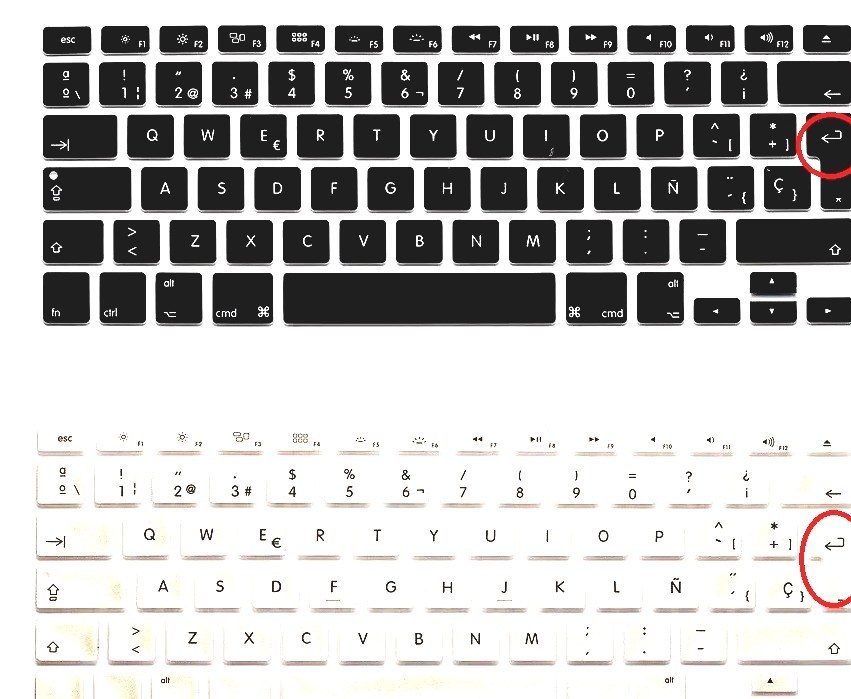 esc F1 F2 F3 F4 F5 F6 F7 F8 F9 F10 F11 F12
ª ! " · $ % & / ( ) = ? ¿
º \ 1 ¦ 2 @ 3 # 4 5 6 ¬ 7 8 9 0 ' ¡
Q W E € R T Y U I O P ^ ` [ * + ]
A S D F G H J K L Ñ ¨ ´ { Ç }
> < Z X C V B N M ; , : . — -
alt alt
fn ctrl cmd ⌘ ⌘ cmd
esc F1 F2 F3 F4 F5 F6 F7 F8 F9 F10 F11 F12
ª ! " · $ % & / ( ) = ? ¿
º \ 1 ¦ 2 @ 3 # 4 5 6 ¬ 7 8 9 0 ' ¡
Q W E € R T Y U I O P ^ ` [ * + ]
A S D F G H J K L Ñ ¨ ´ { Ç }
> < Z X C V B N M ; , : . — -
alt alt